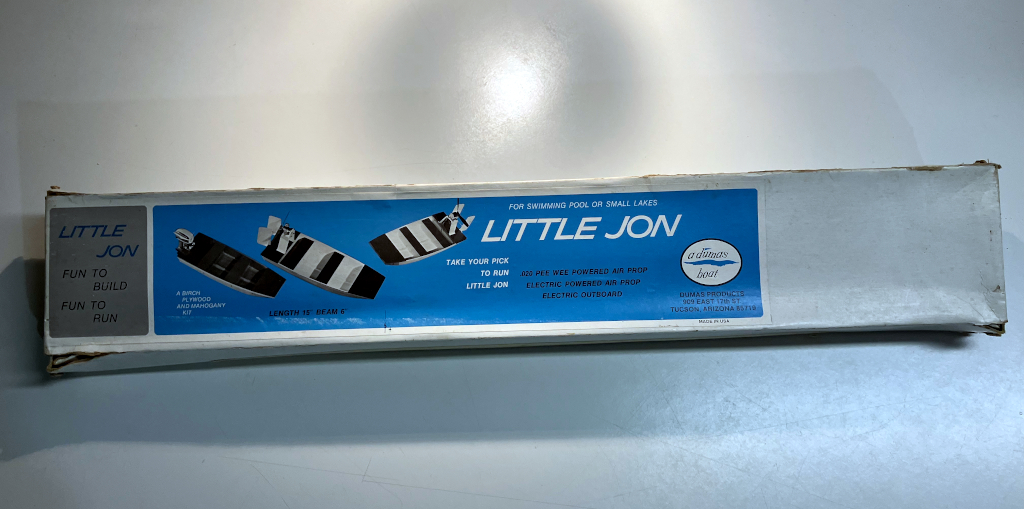 LITTLE
JON
FUN TO
BUILD
FUN TO
RUN
A BIRCH
PLYWOOD
AND MAHOGANY
KIT
LENGTH 15" BEAM 6"
FOR SWIMMING POOL OR SMALL LAKES
LITTLE JON
TAKE YOUR PICK
TO RUN
LITTLE JON
.020 PEE WEE POWERED AIR PROP
ELECTRIC POWERED AIR PROP
ELECTRIC OUTBOARD
a dumas
boat
DUMAS PRODUCTS
909 EAST 17th ST.
TUCSON, ARIZONA 85719
MADE IN USA